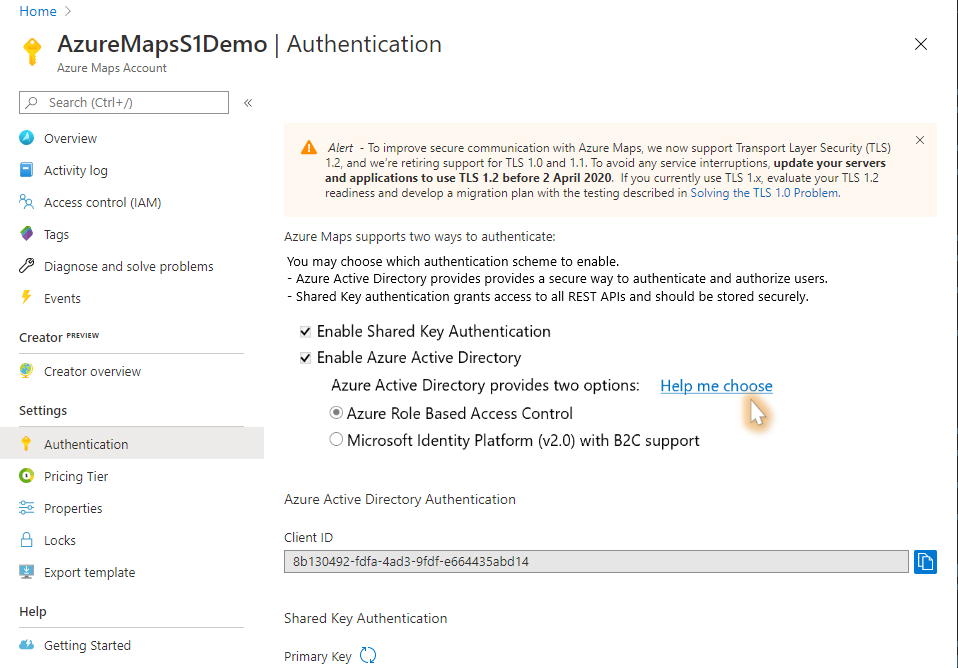 Home >
AzureMapsS1Demo | Authentication
Azure Maps Account
Search (Ctrl+/)
«
Overview
Activity log
Access control (IAM)
Tags
Diagnose and solve problems
Events
Creator PREVIEW
Creator overview
Settings
Authentication
Pricing Tier
Properties
Locks
Export template
Help
Getting Started
Alert - To improve secure communication with Azure Maps, we now support Transport Layer Security (TLS)
1.2, and we're retiring support for TLS 1.0 and 1.1. To avoid any service interruptions, update your servers
and applications to use TLS 1.2 before 2 April 2020. If you currently use TLS 1.x, evaluate your TLS 1.2
readiness and develop a migration plan with the testing described in Solving the TLS 1.0 Problem.
Azure Maps supports two ways to authenticate:
You may choose which authentication scheme to enable.
- Azure Active Directory provides provides a secure way to authenticate and authorize users.
- Shared Key authentication grants access to all REST APIs and should be stored securely.
Enable Shared Key Authentication
Enable Azure Active Directory
Azure Active Directory provides two options: Help me choose
Azure Role Based Access Control
Microsoft Identity Platform (v2.0) with B2C support
Azure Active Directory Authentication
Client ID
8b130492-fdfa-4ad3-9fdf-e664435abd14
Shared Key Authentication
Primary Key